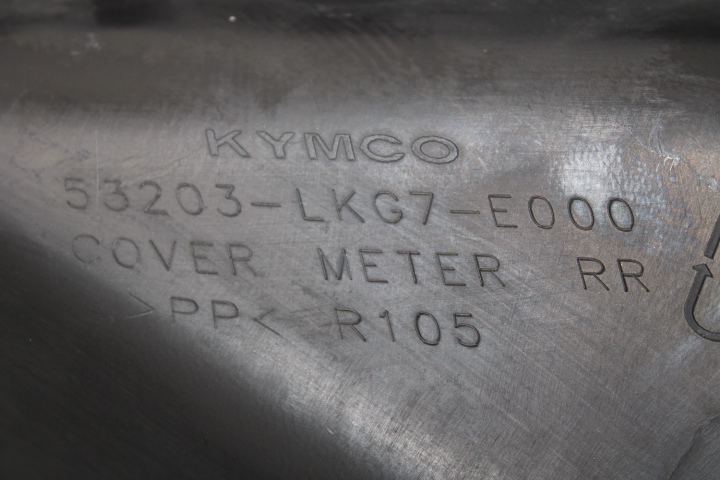 KYMCO
53203-LKG7-E000
COVER METER RR
>PP< R105